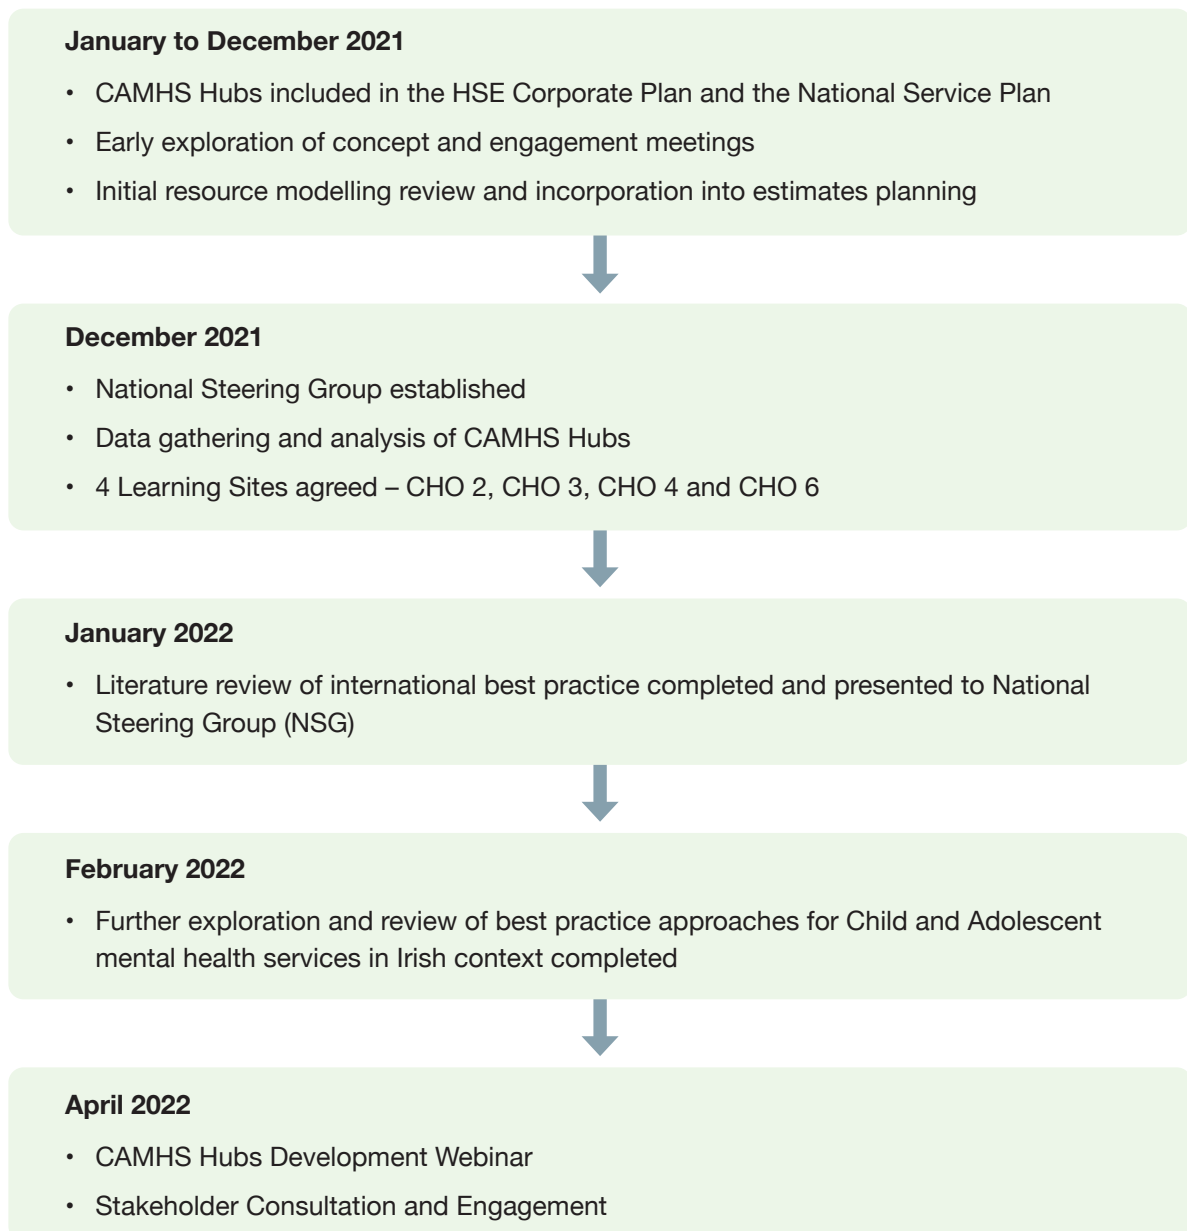 January to December 2021
• CAMHS Hubs included in the HSE Corporate Plan and the National Service Plan
• Early exploration of concept and engagement meetings
• Initial resource modelling review and incorporation into estimates planning
December 2021
• National Steering Group established
• Data gathering and analysis of CAMHS Hubs
• 4 Learning Sites agreed – CHO 2, CHO 3, CHO 4 and CHO 6
January 2022
• Literature review of international best practice completed and presented to National
Steering Group (NSG)
February 2022
• Further exploration and review of best practice approaches for Child and Adolescent
mental health services in Irish context completed
April 2022
• CAMHS Hubs Development Webinar
• Stakeholder Consultation and Engagement